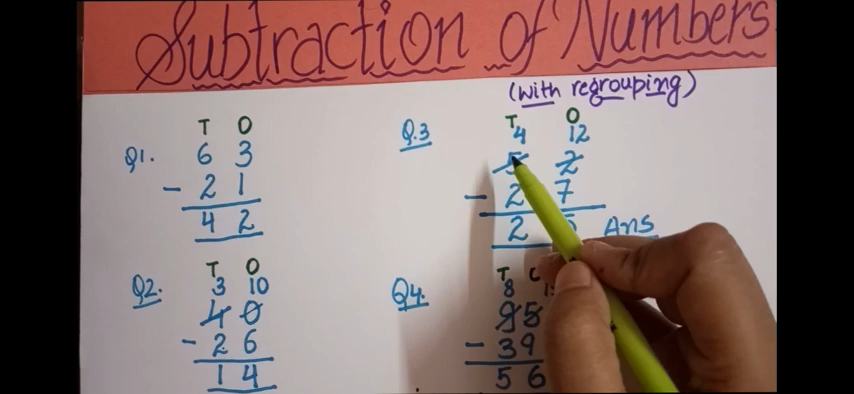 Subtraction of Numbers
(with regrouping)
T O
Q1. 6 3
- 2 1
4 2
Q.3
T O
4 12
5 2
- 2 7
2 5 Ans
Q2.
T O
3 10
4 0
- 2 6
1 4
Q4.
T
8
9 5
- 3 9
5 6